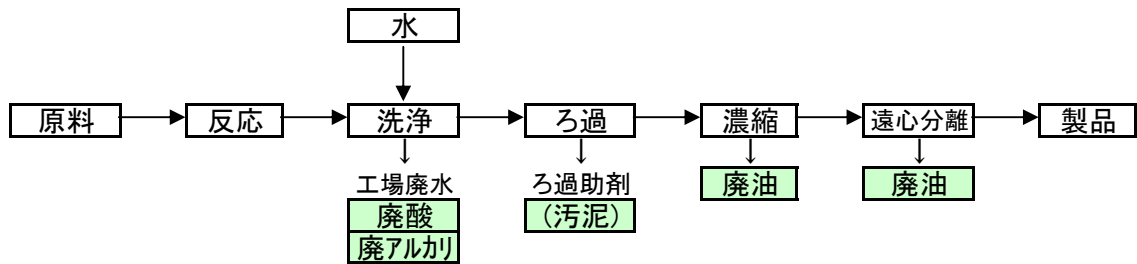 水
原料
反応
洗浄
ろ過
濃縮
遠心分離
製品
工場廃水
廃酸
廃アルカリ
ろ過助剤
（汚泥）
廃油
廃油